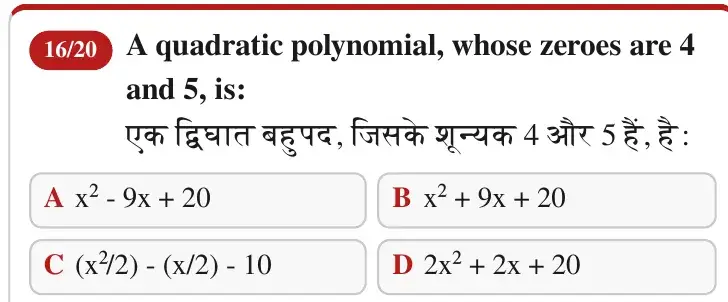 16/20 A quadratic polynomial, whose zeroes are 4
and 5, is:
एक द्विघात बहुपद, जिसके शून्यक 4 और 5 हैं, है:
A x² - 9x + 20
B x² + 9x + 20
C (x²/2) - (x/2) - 10
D 2x² + 2x + 20